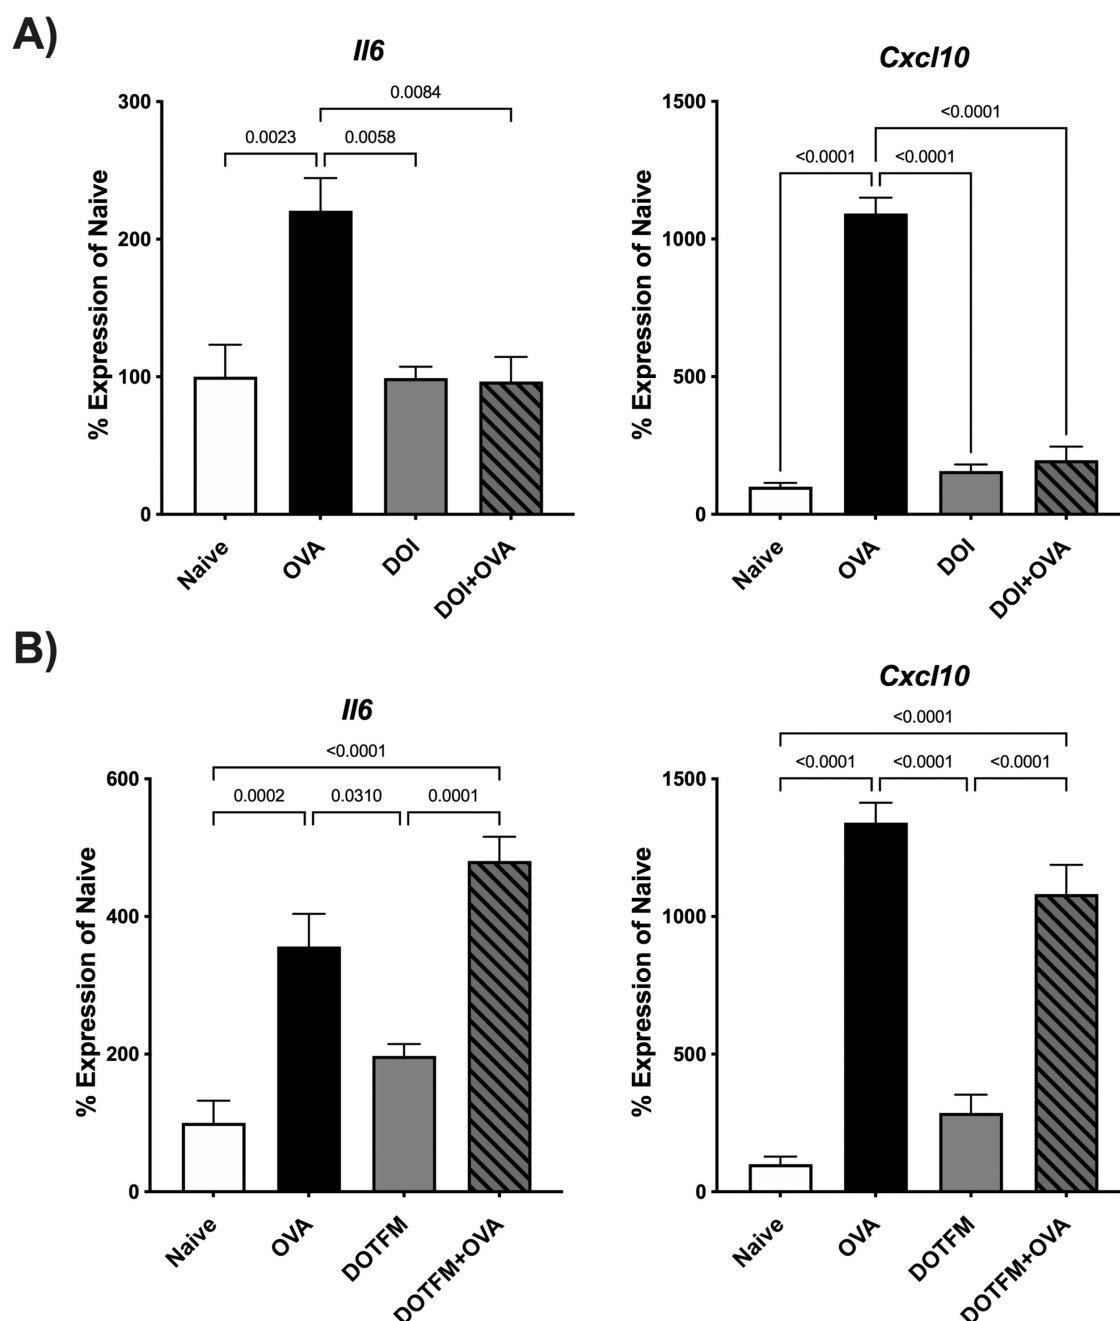 A)
Il6
Cxcl10
0.0084
0.0023
0.0058
<0.0001
<0.0001
<0.0001
% Expression of Naive
300
200
100
0
% Expression of Naive
1500
1000
500
0
Naive
OVA
DOI
DOI+OVA
Naive
OVA
DOI
DOI+OVA
B)
Il6
Cxcl10
<0.0001
0.0002
0.0310
0.0001
<0.0001
<0.0001
<0.0001
<0.0001
% Expression of Naive
600
400
200
0
% Expression of Naive
1500
1000
500
0
Naive
OVA
DOTFM
DOTFM+OVA
Naive
OVA
DOTFM
DOTFM+OVA